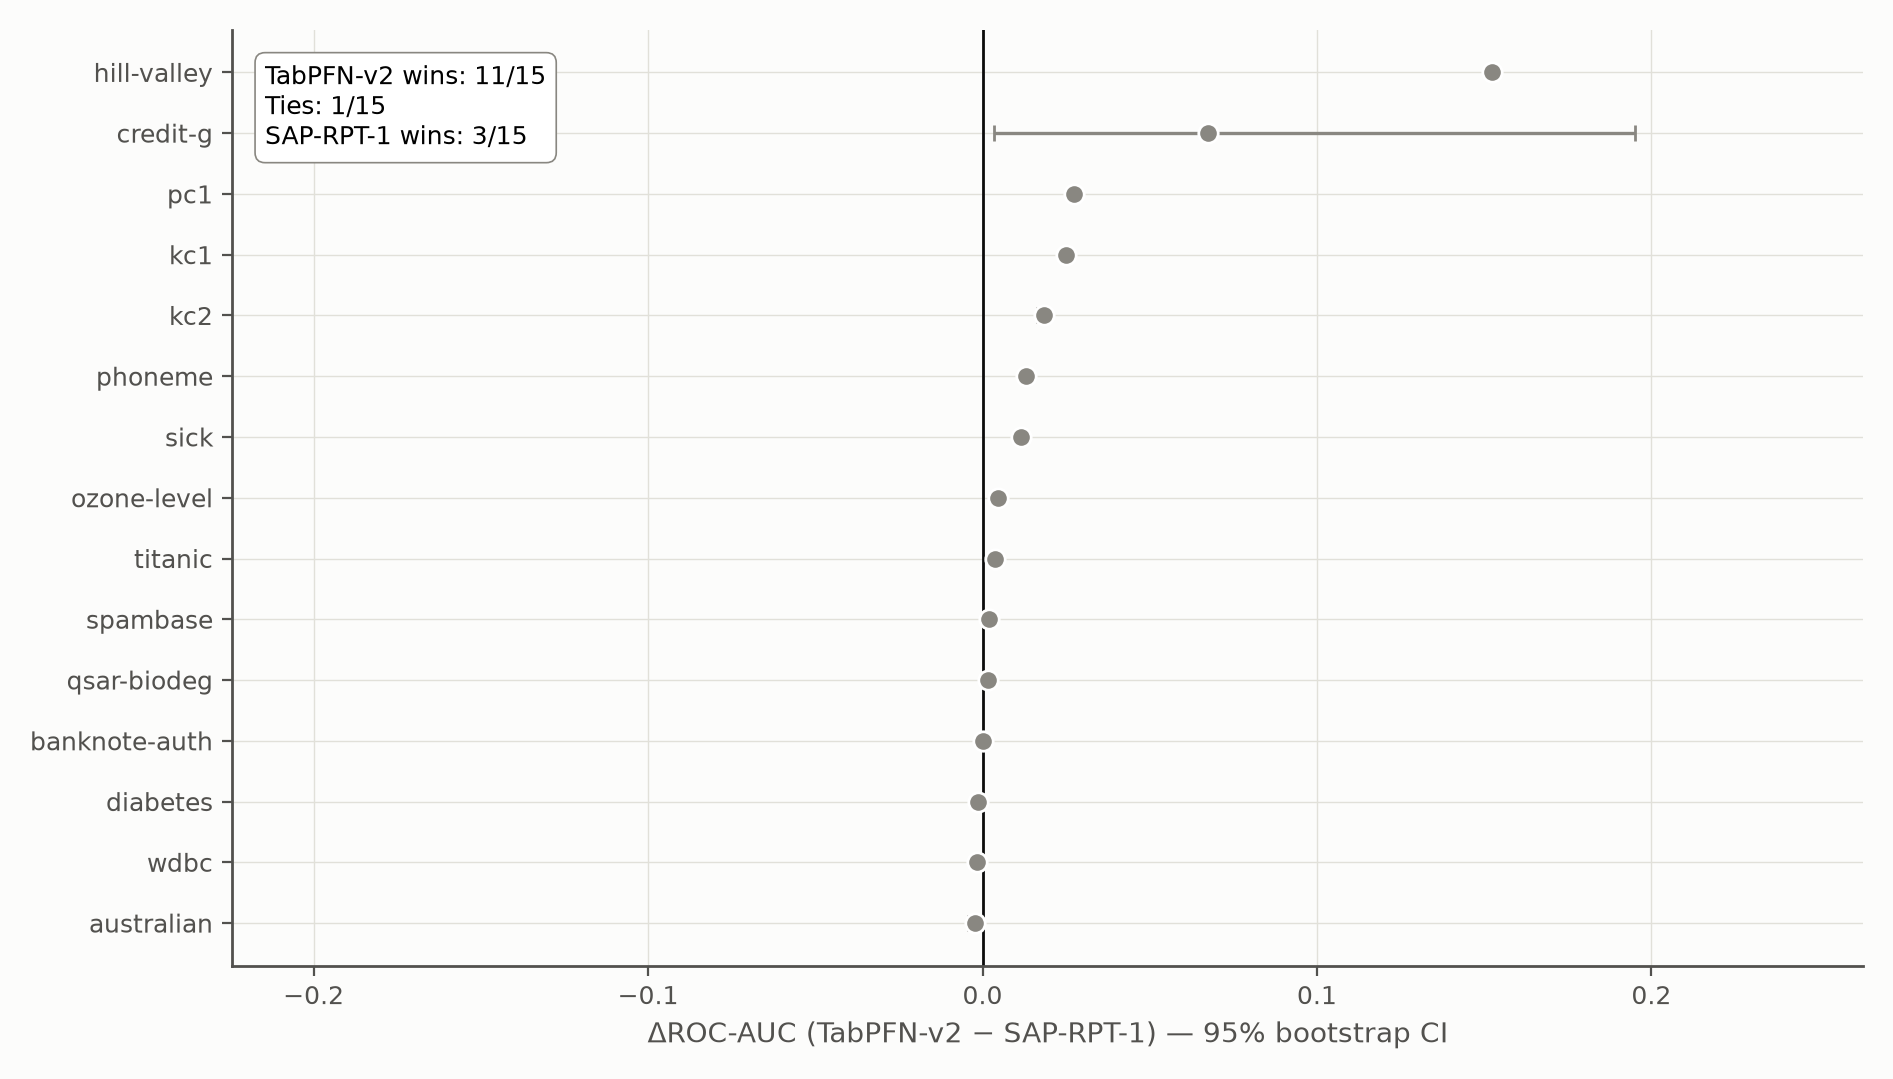 TabPFN-v2 wins: 11/15
Ties: 1/15
SAP-RPT-1 wins: 3/15
hill-valley
credit-g
pc1
kc1
kc2
phoneme
sick
ozone-level
titanic
spambase
qsar-biodeg
banknote-auth
diabetes
wdbc
australian
−0.2
−0.1
0.0
0.1
0.2
ΔROC-AUC (TabPFN-v2 − SAP-RPT-1) — 95% bootstrap CI